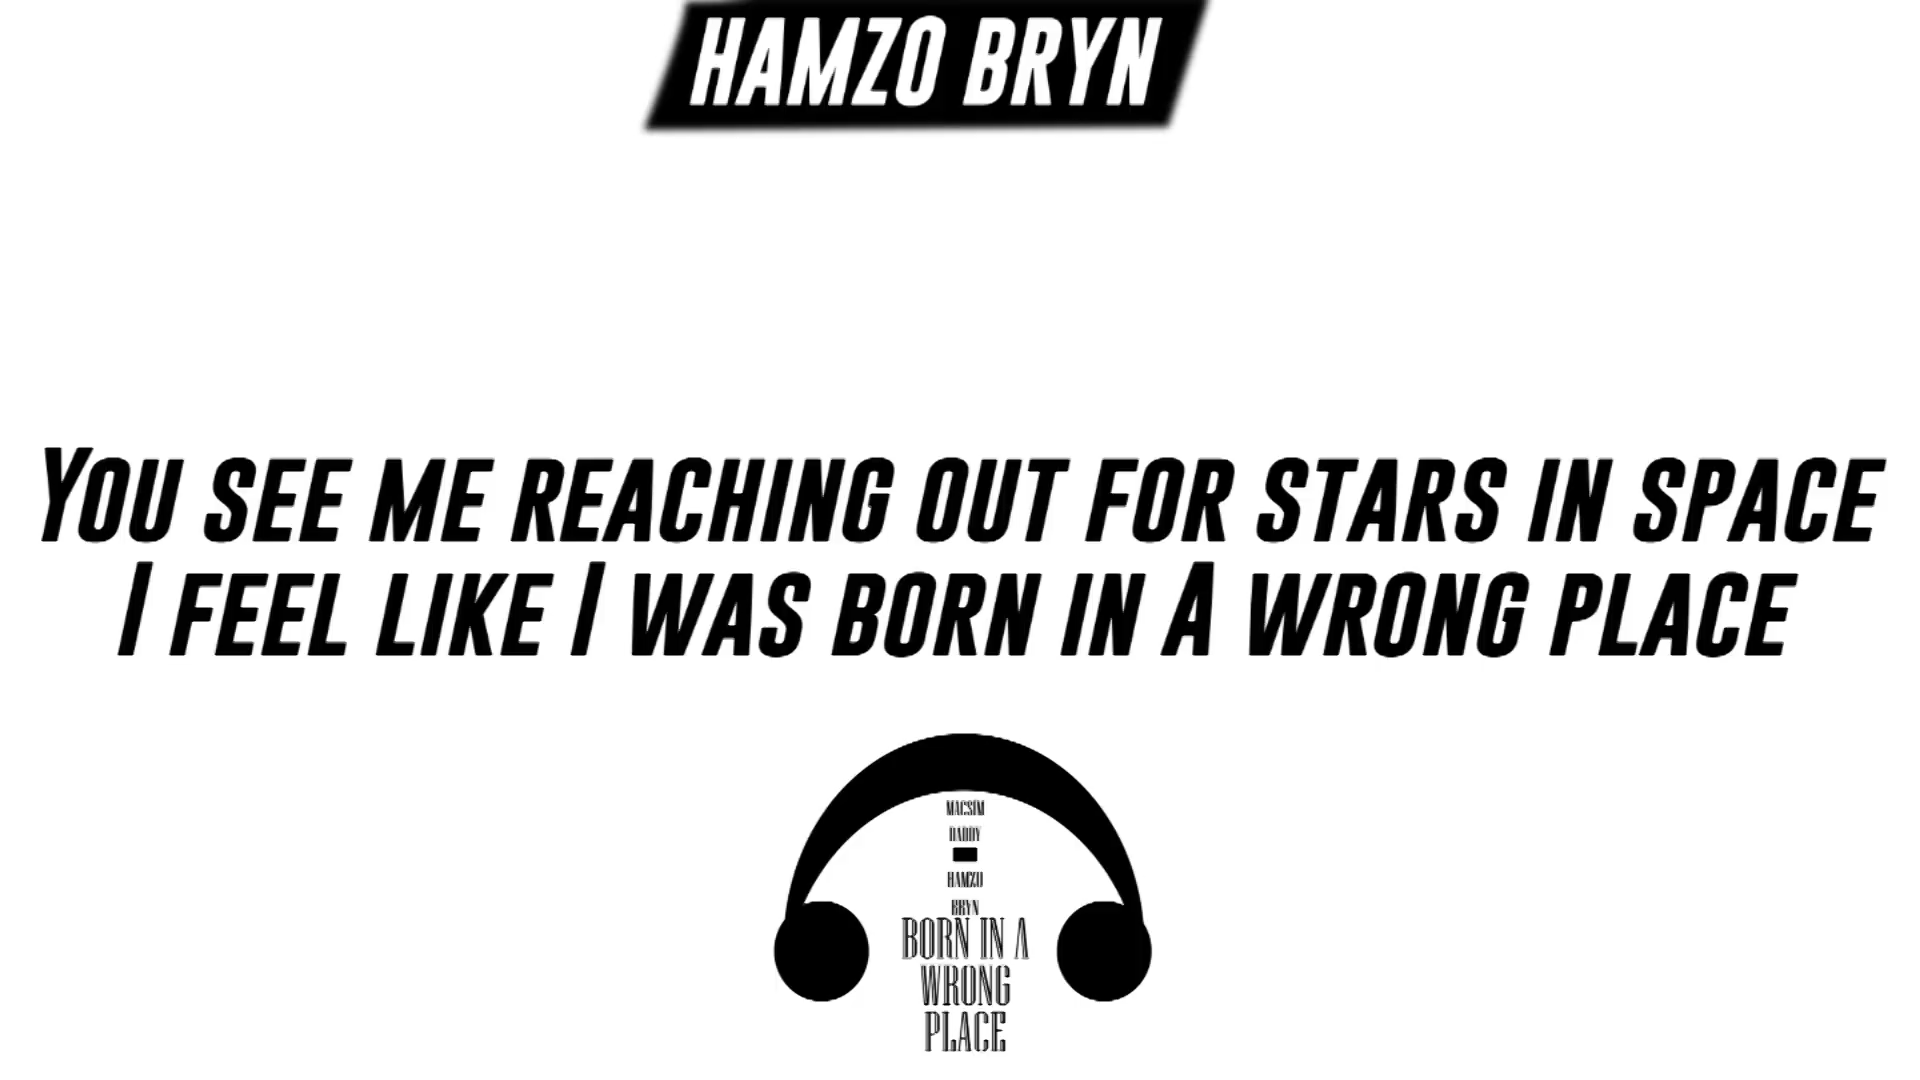 HAMZO BRYN
YOU SEE ME REACHING OUT FOR STARS IN SPACE
I FEEL LIKE I WAS BORN IN A WRONG PLACE
MACSIM
DADDY
HAMZO
BRYN
BORN IN A
WRONG
PLACE